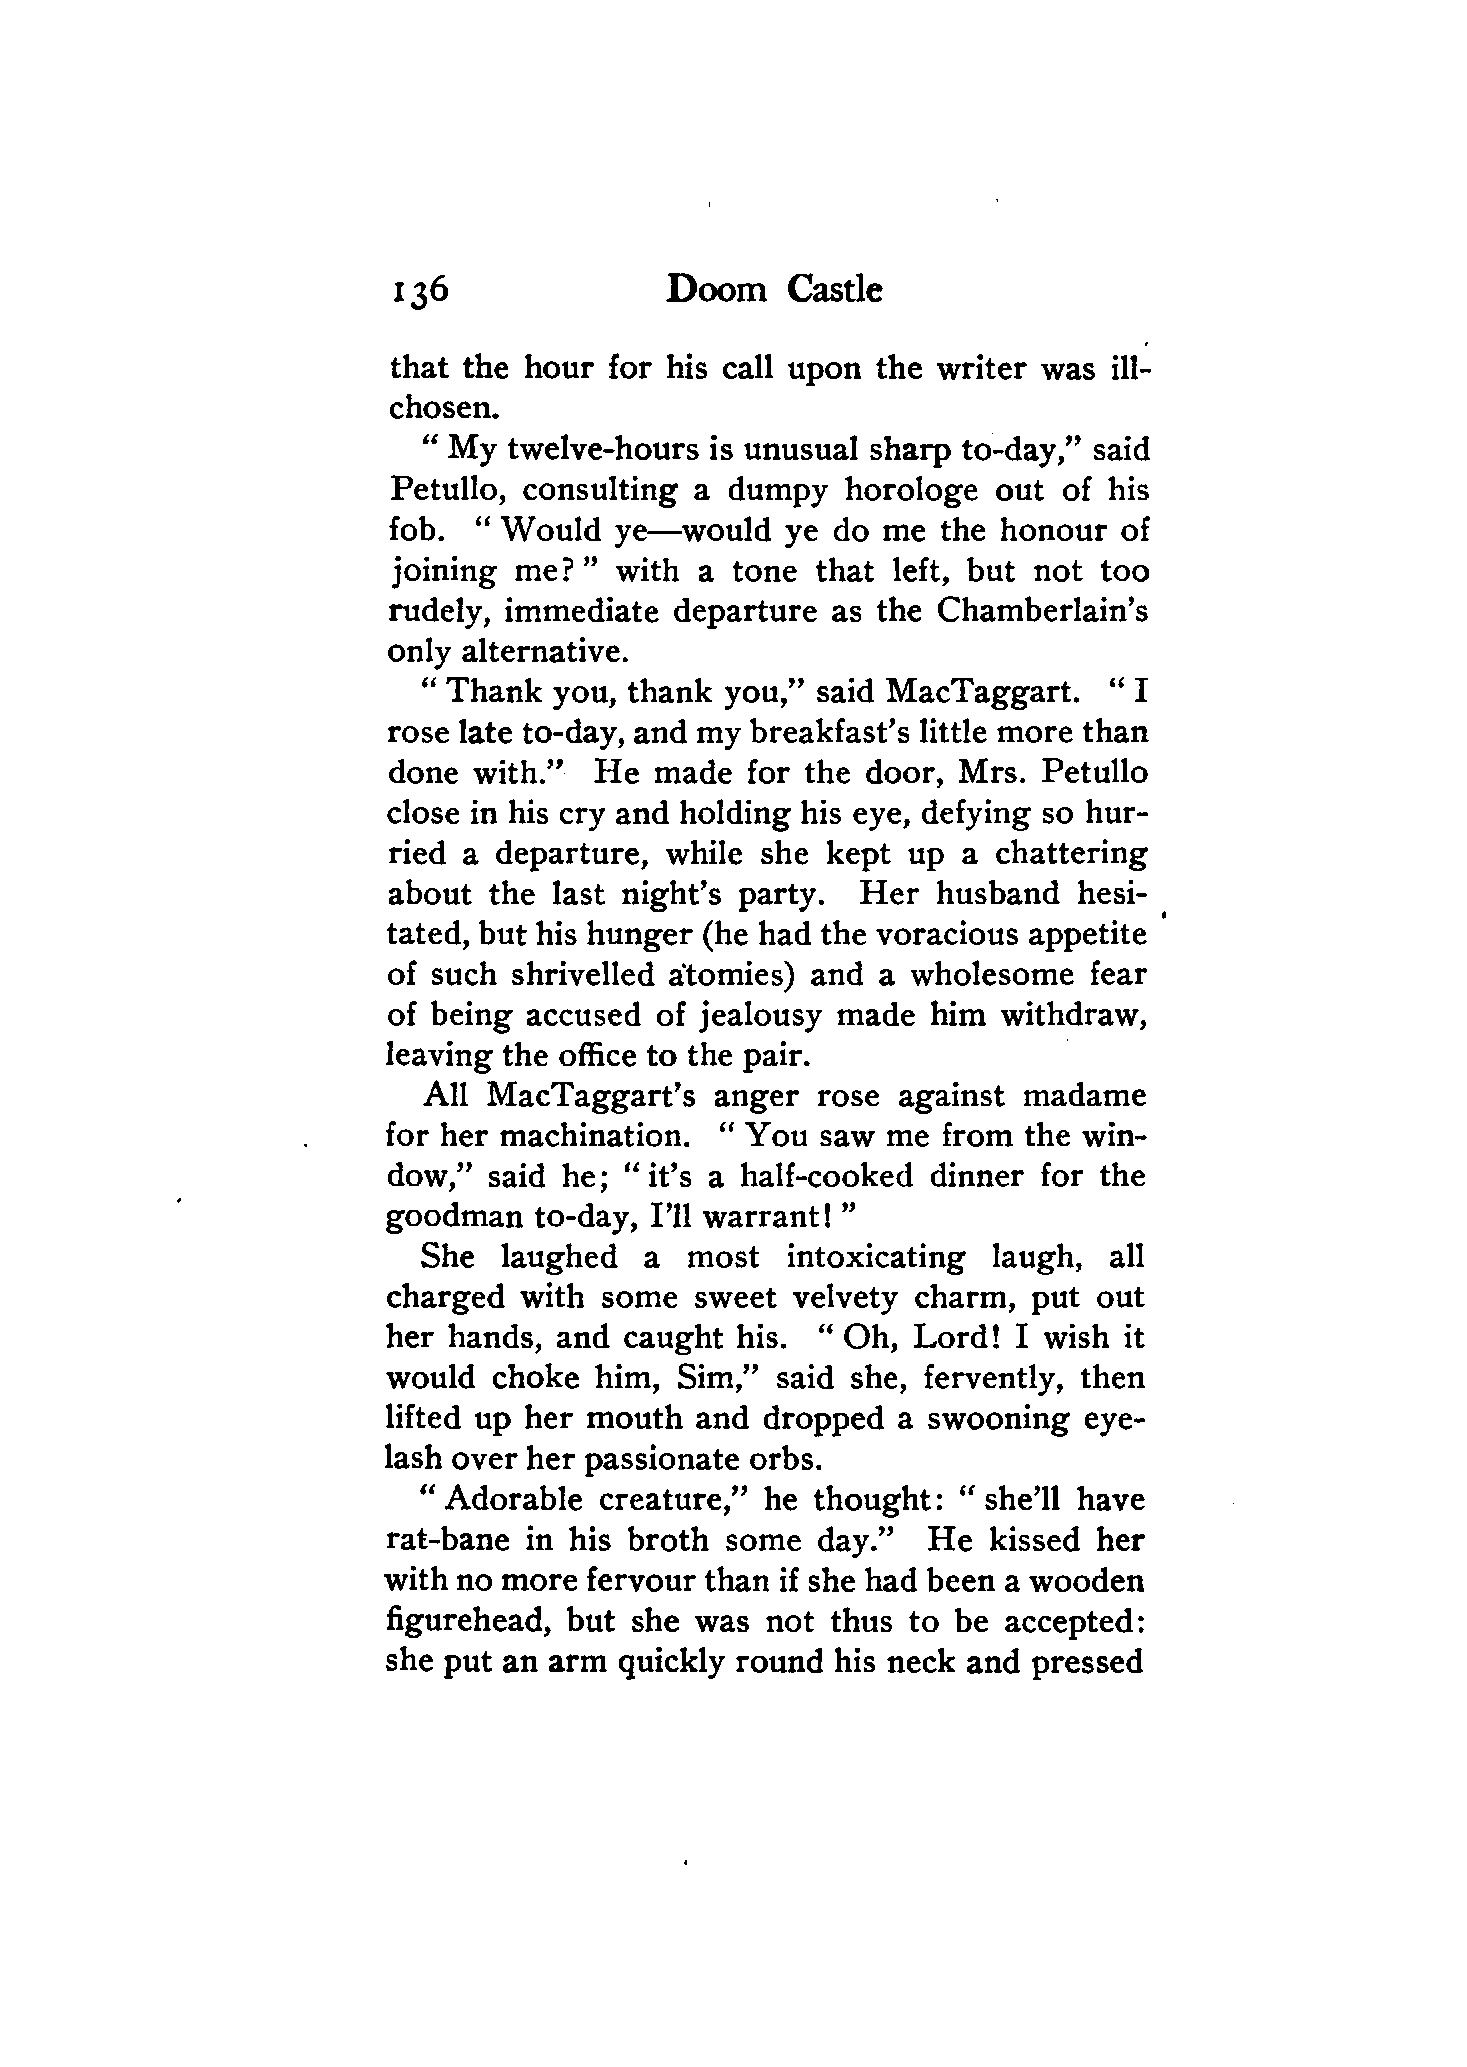 136 Doom Castle
that the hour for his call upon the writer was ill-
chosen.
“ My twelve-hours is unusual sharp to-day,” said
Petullo, consulting a dumpy horologe out of his
fob. “ Would ye—would ye do me the honour of
joining me? ” with a tone that left, but not too
rudely, immediate departure as the Chamberlain’s
only alternative.
“ Thank you, thank you,” said MacTaggart. “ I
rose late to-day, and my breakfast’s little more than
done with.” He made for the door, Mrs. Petullo
close in his cry and holding his eye, defying so hur-
ried a departure, while she kept up a chattering
about the last night’s party. Her husband hesi-
tated, but his hunger (he had the voracious appetite
of such shrivelled atomies) and a wholesome fear
of being accused of jealousy made him withdraw,
leaving the office to the pair.
All MacTaggart’s anger rose against madame
for her machination. “ You saw me from the win-
dow,” said he; “ it’s a half-cooked dinner for the
goodman to-day, I’ll warrant! ”
She laughed a most intoxicating laugh, all
charged with some sweet velvety charm, put out
her hands, and caught his. “ Oh, Lord! I wish it
would choke him, Sim,” said she, fervently, then
lifted up her mouth and dropped a swooning eye-
lash over her passionate orbs.
“ Adorable creature,” he thought: “ she’ll have
rat-bane in his broth some day.” He kissed her
with no more fervour than if she had been a wooden
figurehead, but she was not thus to be accepted:
she put an arm quickly round his neck and pressed